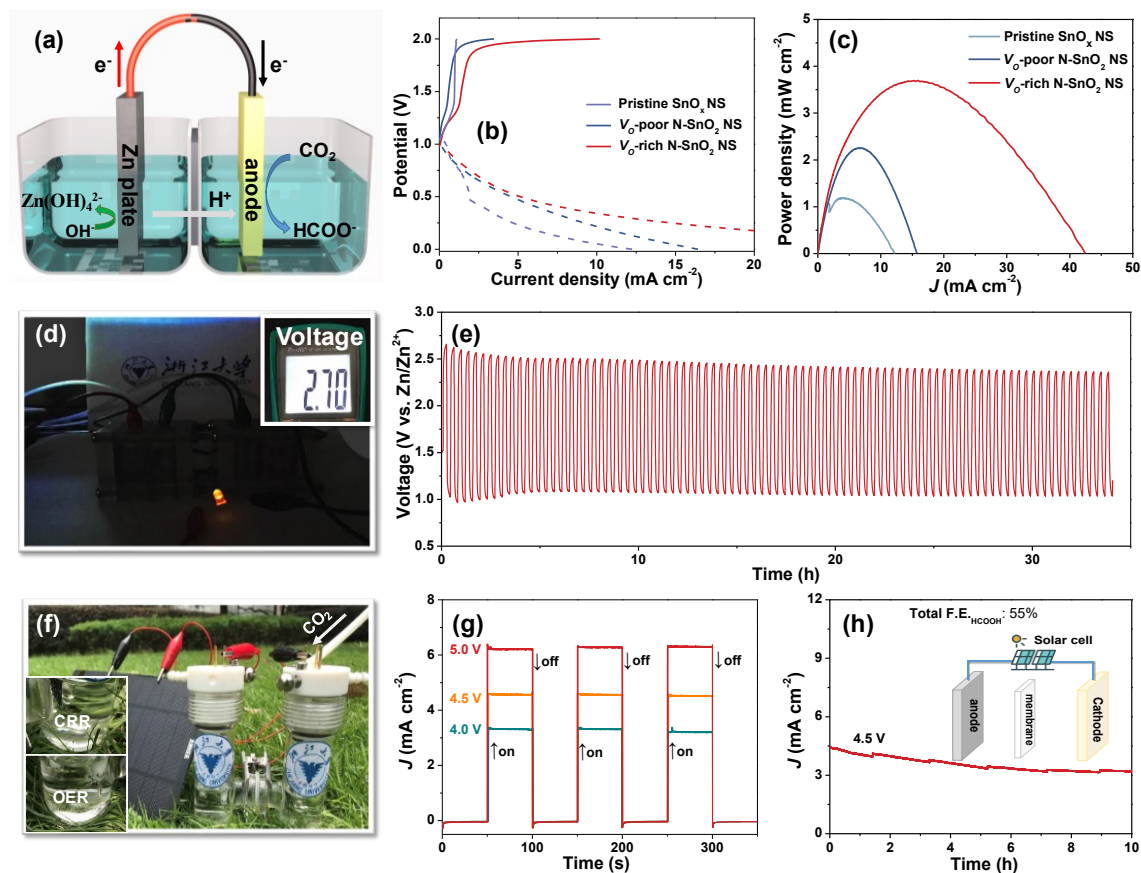 (a)
e⁻
e⁻
Zn plate
anode
CO₂
Zn(OH)₄²⁻
OH⁻
H⁺
HCOO⁻
(b)
Potential (V)
2.0
1.5
1.0
0.5
0.0
0
5
10
15
20
Current density (mA cm⁻²)
Pristine SnOₓ NS
V_O-poor N-SnO₂ NS
V_O-rich N-SnO₂ NS
(c)
Power density (mW cm⁻²)
5
4
3
2
1
0
0
10
20
30
40
50
J (mA cm⁻²)
Pristine SnOₓ NS
V_O-poor N-SnO₂ NS
V_O-rich N-SnO₂ NS
(d)
Voltage
2.70
浙江大学
(e)
Voltage (V vs. Zn/Zn²⁺)
3.0
2.5
2.0
1.5
1.0
0.5
0
10
20
30
Time (h)
(f)
CO₂
CRR
OER
(g)
J (mA cm⁻²)
8
6
4
2
0
5.0 V
4.5 V
4.0 V
↓off
↓off
↓off
↑on
↑on
↑on
0
100
200
300
Time (s)
(h)
Total F.E.HCOOH: 55%
Solar cell
anode
membrane
Cathode
4.5 V
J (mA cm⁻²)
12
9
6
3
0
0
2
4
6
8
10
Time (h)